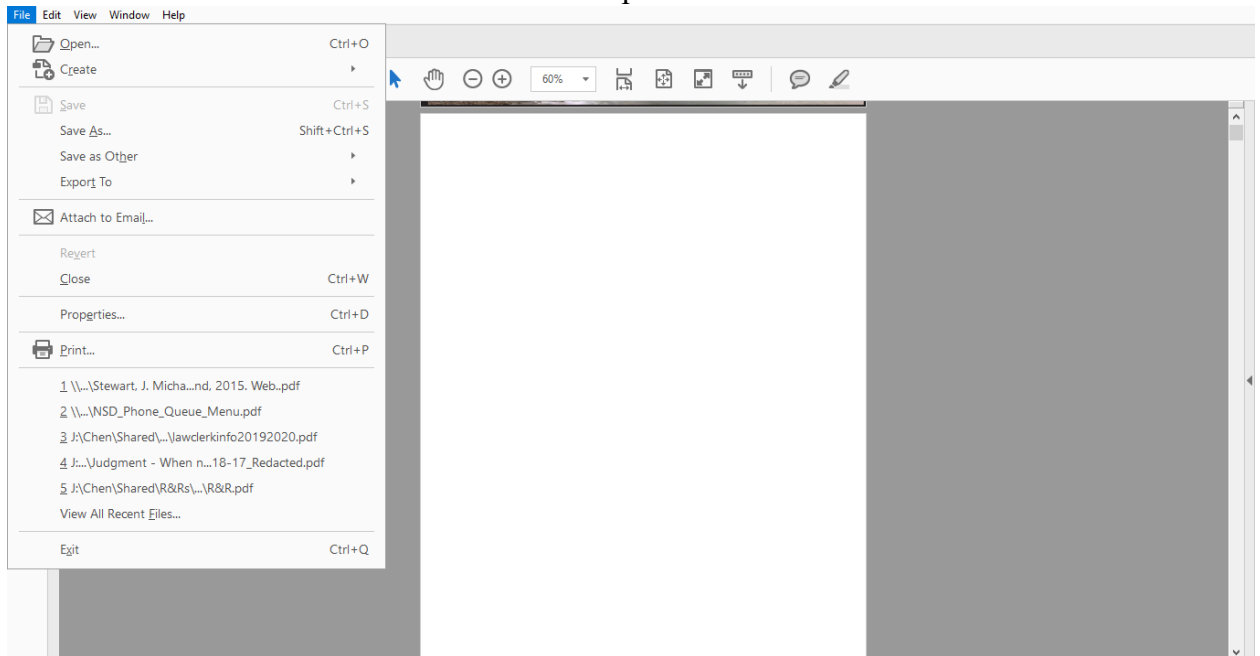 File Edit View Window Help
Open... Ctrl+O
Create
60%
Save Ctrl+S
Save As... Shift+Ctrl+S
Save as Other
Export To
Attach to Email...
Revert
Close Ctrl+W
Properties... Ctrl+D
Print... Ctrl+P
1 \\...\Stewart, J. Micha...nd, 2015. Web..pdf
2 \\...\NSD_Phone_Queue_Menu.pdf
3 J:\Chen\Shared\...\lawclerkinfo20192020.pdf
4 J:...\Judgment - When n...18-17_Redacted.pdf
5 J:\Chen\Shared\R&Rs\...\R&R.pdf
View All Recent Files...
Exit Ctrl+Q